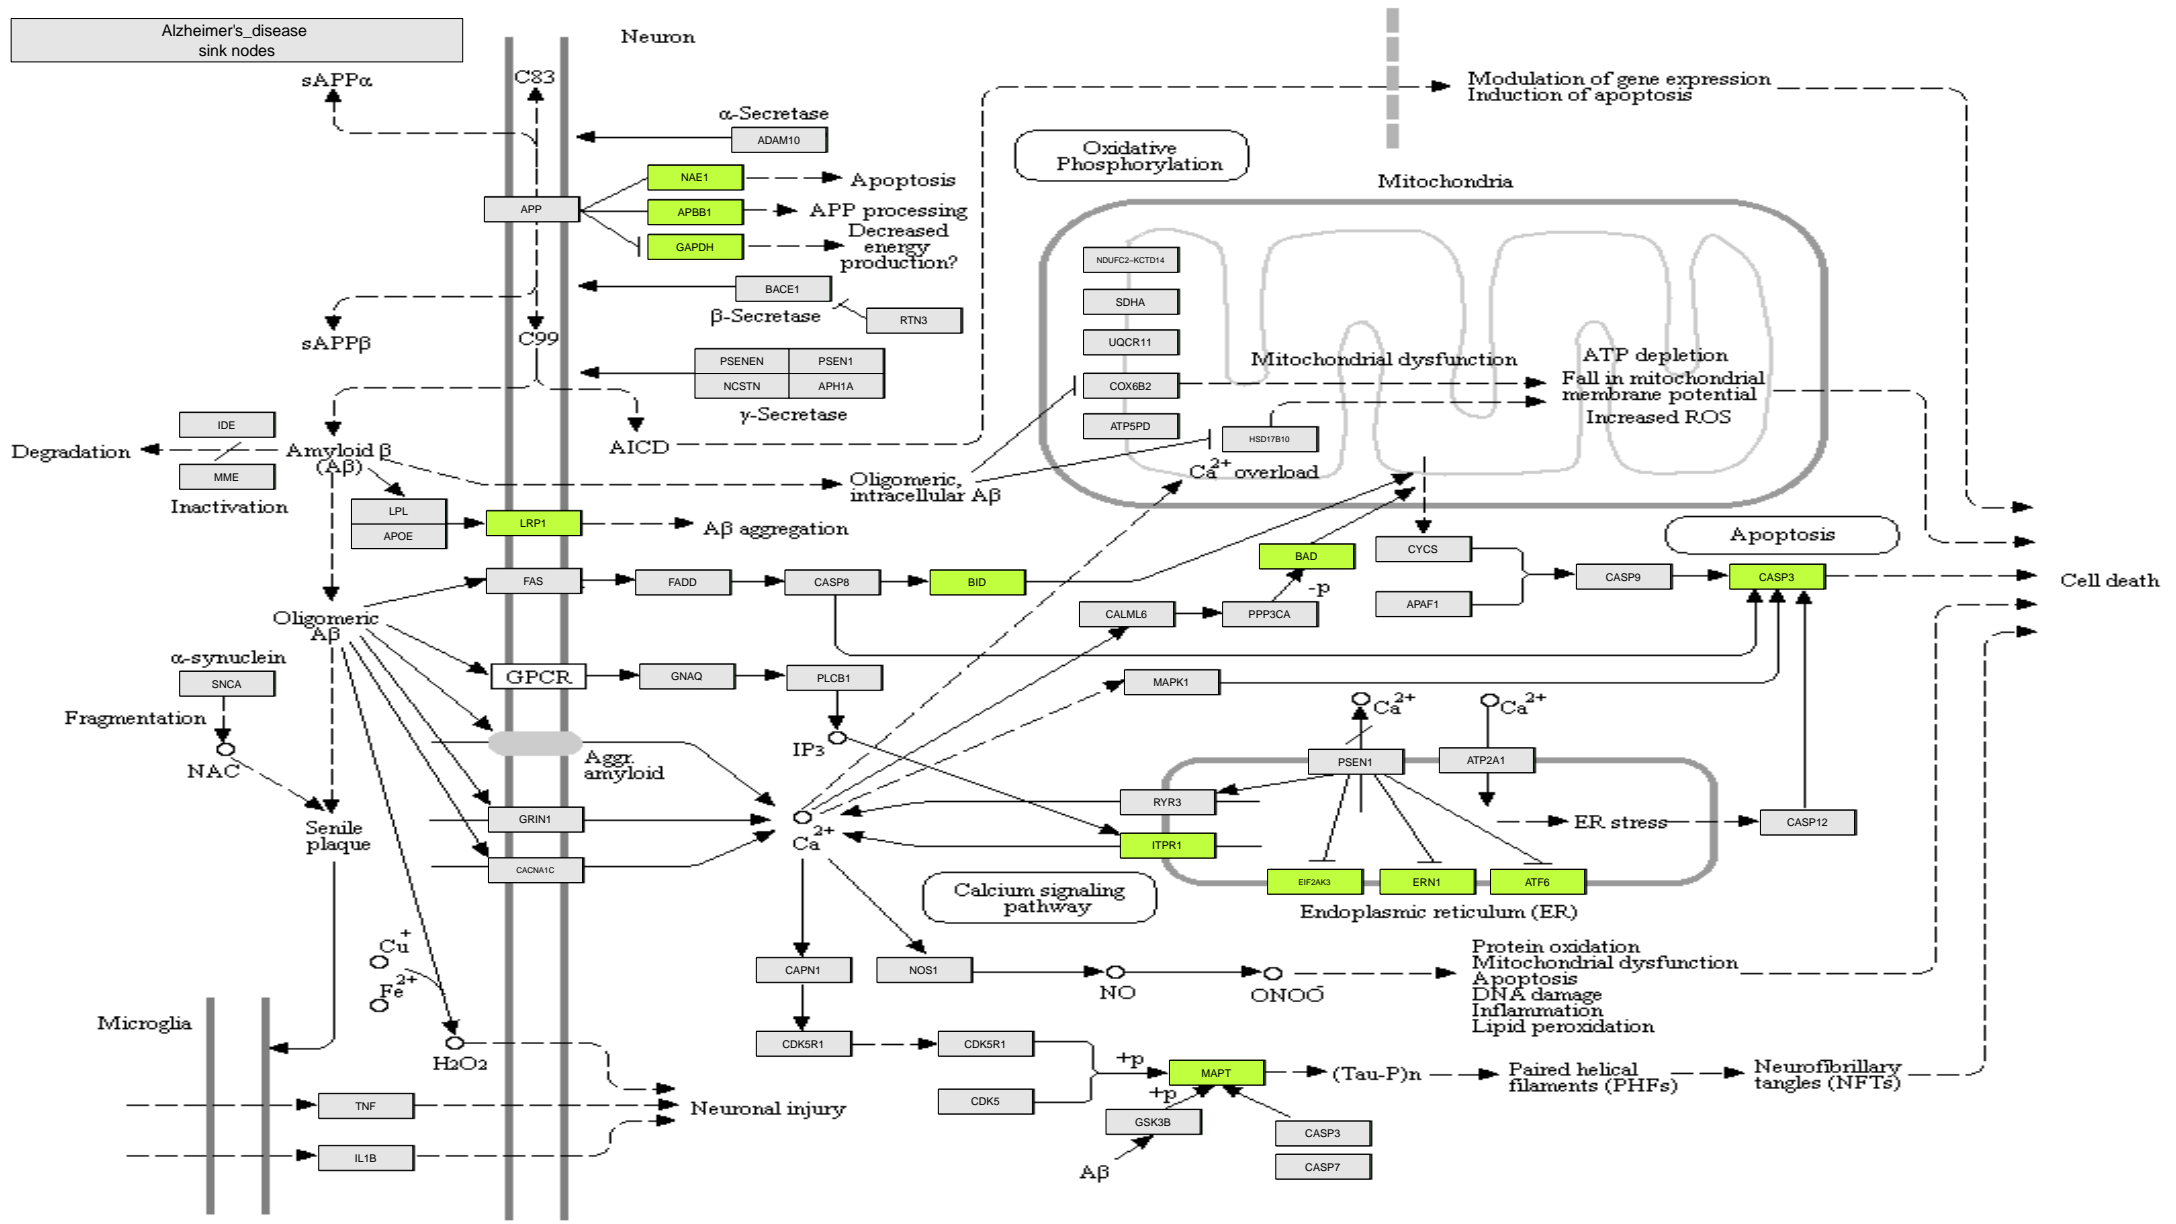 Alzheimer's_disease
sink nodes
Neuron
sAPPα
C83
α-Secretase
ADAM10
NAE1
Apoptosis
APP
APBB1
APP processing
GAPDH
Decreased
energy
production?
BACE1
β-Secretase
RTN3
sAPPβ
C99
PSENEN
PSEN1
NCSTN
APH1A
γ-Secretase
AICD
Modulation of gene expression
Induction of apoptosis
Oxidative
Phosphorylation
Mitochondria
NDUFC2-KCTD14
SDHA
UQCR11
COX6B2
ATP5PD
HSD17B10
Mitochondrial dysfunction
ATP depletion
Fall in mitochondrial
membrane potential
Increased ROS
Ca2+ overload
IDE
Degradation
Amyloid β
(Aβ)
MME
Inactivation
Oligomeric,
intracellular Aβ
LPL
APOE
LRP1
Aβ aggregation
FAS
FADD
CASP8
BID
BAD
-p
CALML6
PPP3CA
CYCS
APAF1
CASP9
Apoptosis
CASP3
Cell death
Oligomeric
Aβ
α-synuclein
SNCA
Fragmentation
NAC
GPCR
GNAQ
PLCB1
IP3
MAPK1
Aggr.
amyloid
Ca2+
Ca2+
PSEN1
ATP2A1
RYR3
ITPR1
ER stress
CASP12
EIF2AK3
ERN1
ATF6
Endoplasmic reticulum (ER)
Senile
plaque
GRIN1
CACNA1C
Ca2+
Calcium signaling
pathway
Cu+
Fe2+
H2O2
CAPN1
NOS1
NO
ONOO-
Protein oxidation
Mitochondrial dysfunction
Apoptosis
DNA damage
Inflammation
Lipid peroxidation
Microglia
TNF
IL1B
Neuronal injury
CDK5R1
CDK5R1
CDK5
+p
MAPT
+p
GSK3B
Aβ
CASP3
CASP7
(Tau-P)n
Paired helical
filaments (PHFs)
Neurofibrillary
tangles (NFTs)